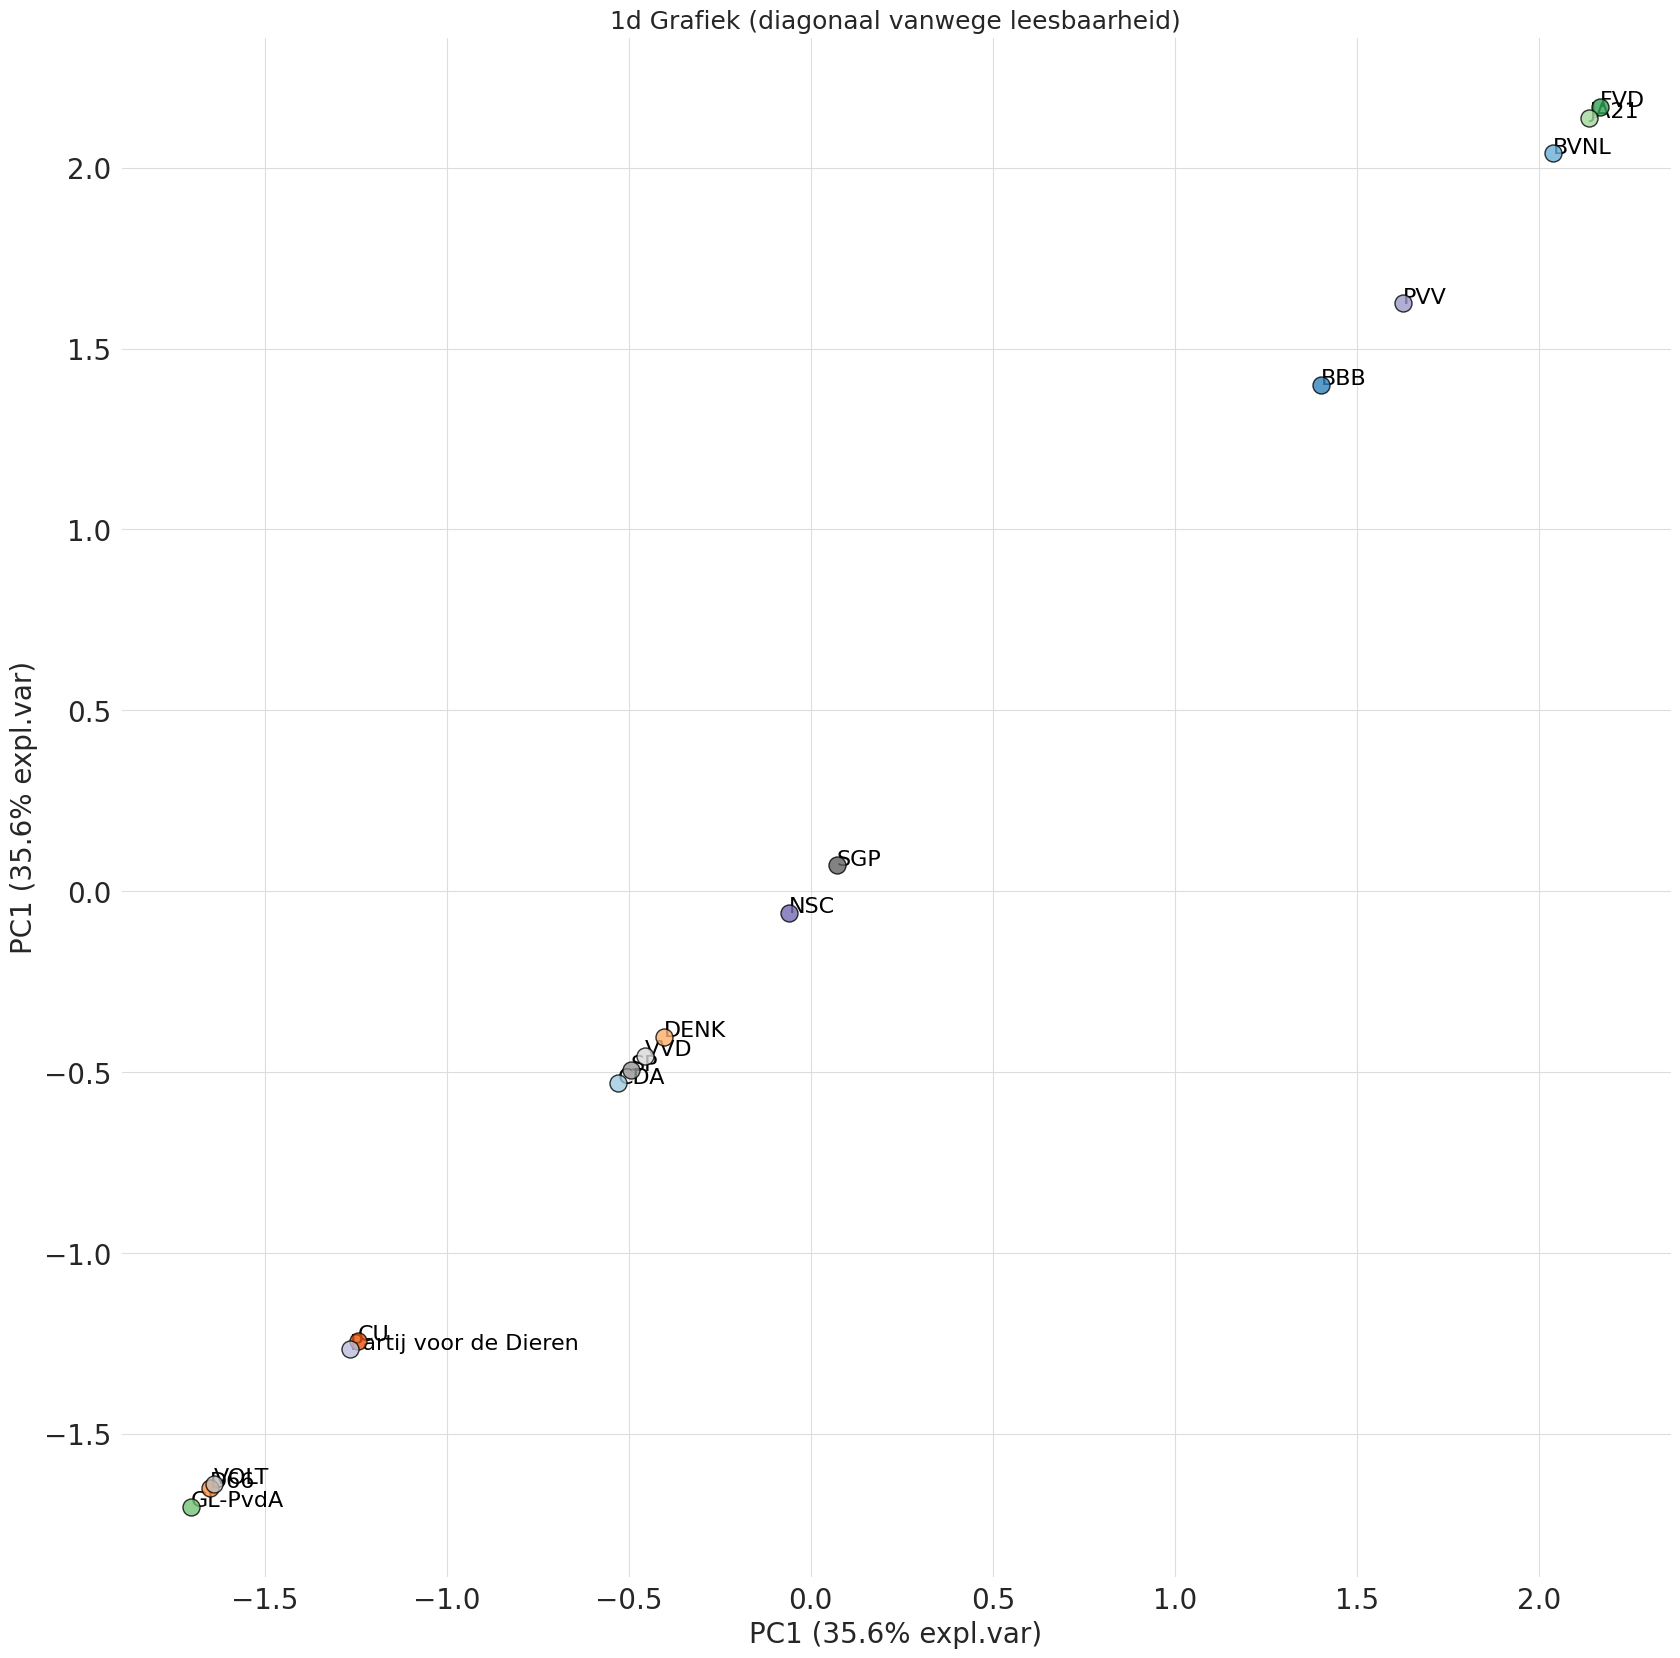 1d Grafiek (diagonaal vanwege leesbaarheid)
FVD
JA21
BVNL
PVV
BBB
SGP
NSC
DENK
VVD
SP
CDA
CU
Partij voor de Dieren
VOLT
D66
GL-PvdA
2.0
1.5
1.0
0.5
0.0
−0.5
−1.0
−1.5
PC1 (35.6% expl.var)
−1.5 −1.0 −0.5 0.0 0.5 1.0 1.5 2.0
PC1 (35.6% expl.var)